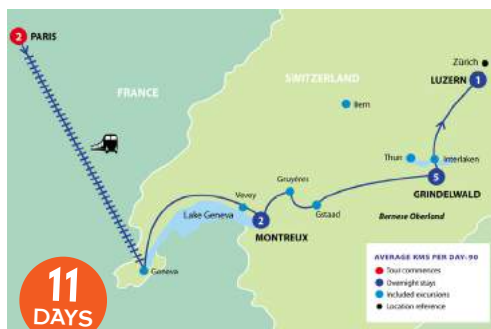 2 PARIS
Zürich
LUZERN 1
SWITZERLAND
FRANCE
Bern
Thun
Interlaken
5
GRINDELWALD
Gruyéres
Vevey
Gstaad
Lake Geneva
2
MONTREUX
Bernese Oberland
Geneva
11
DAYS
AVERAGE KMS PER DAY- 90
Tour commences
Overnight stays
Included excursions
Location reference